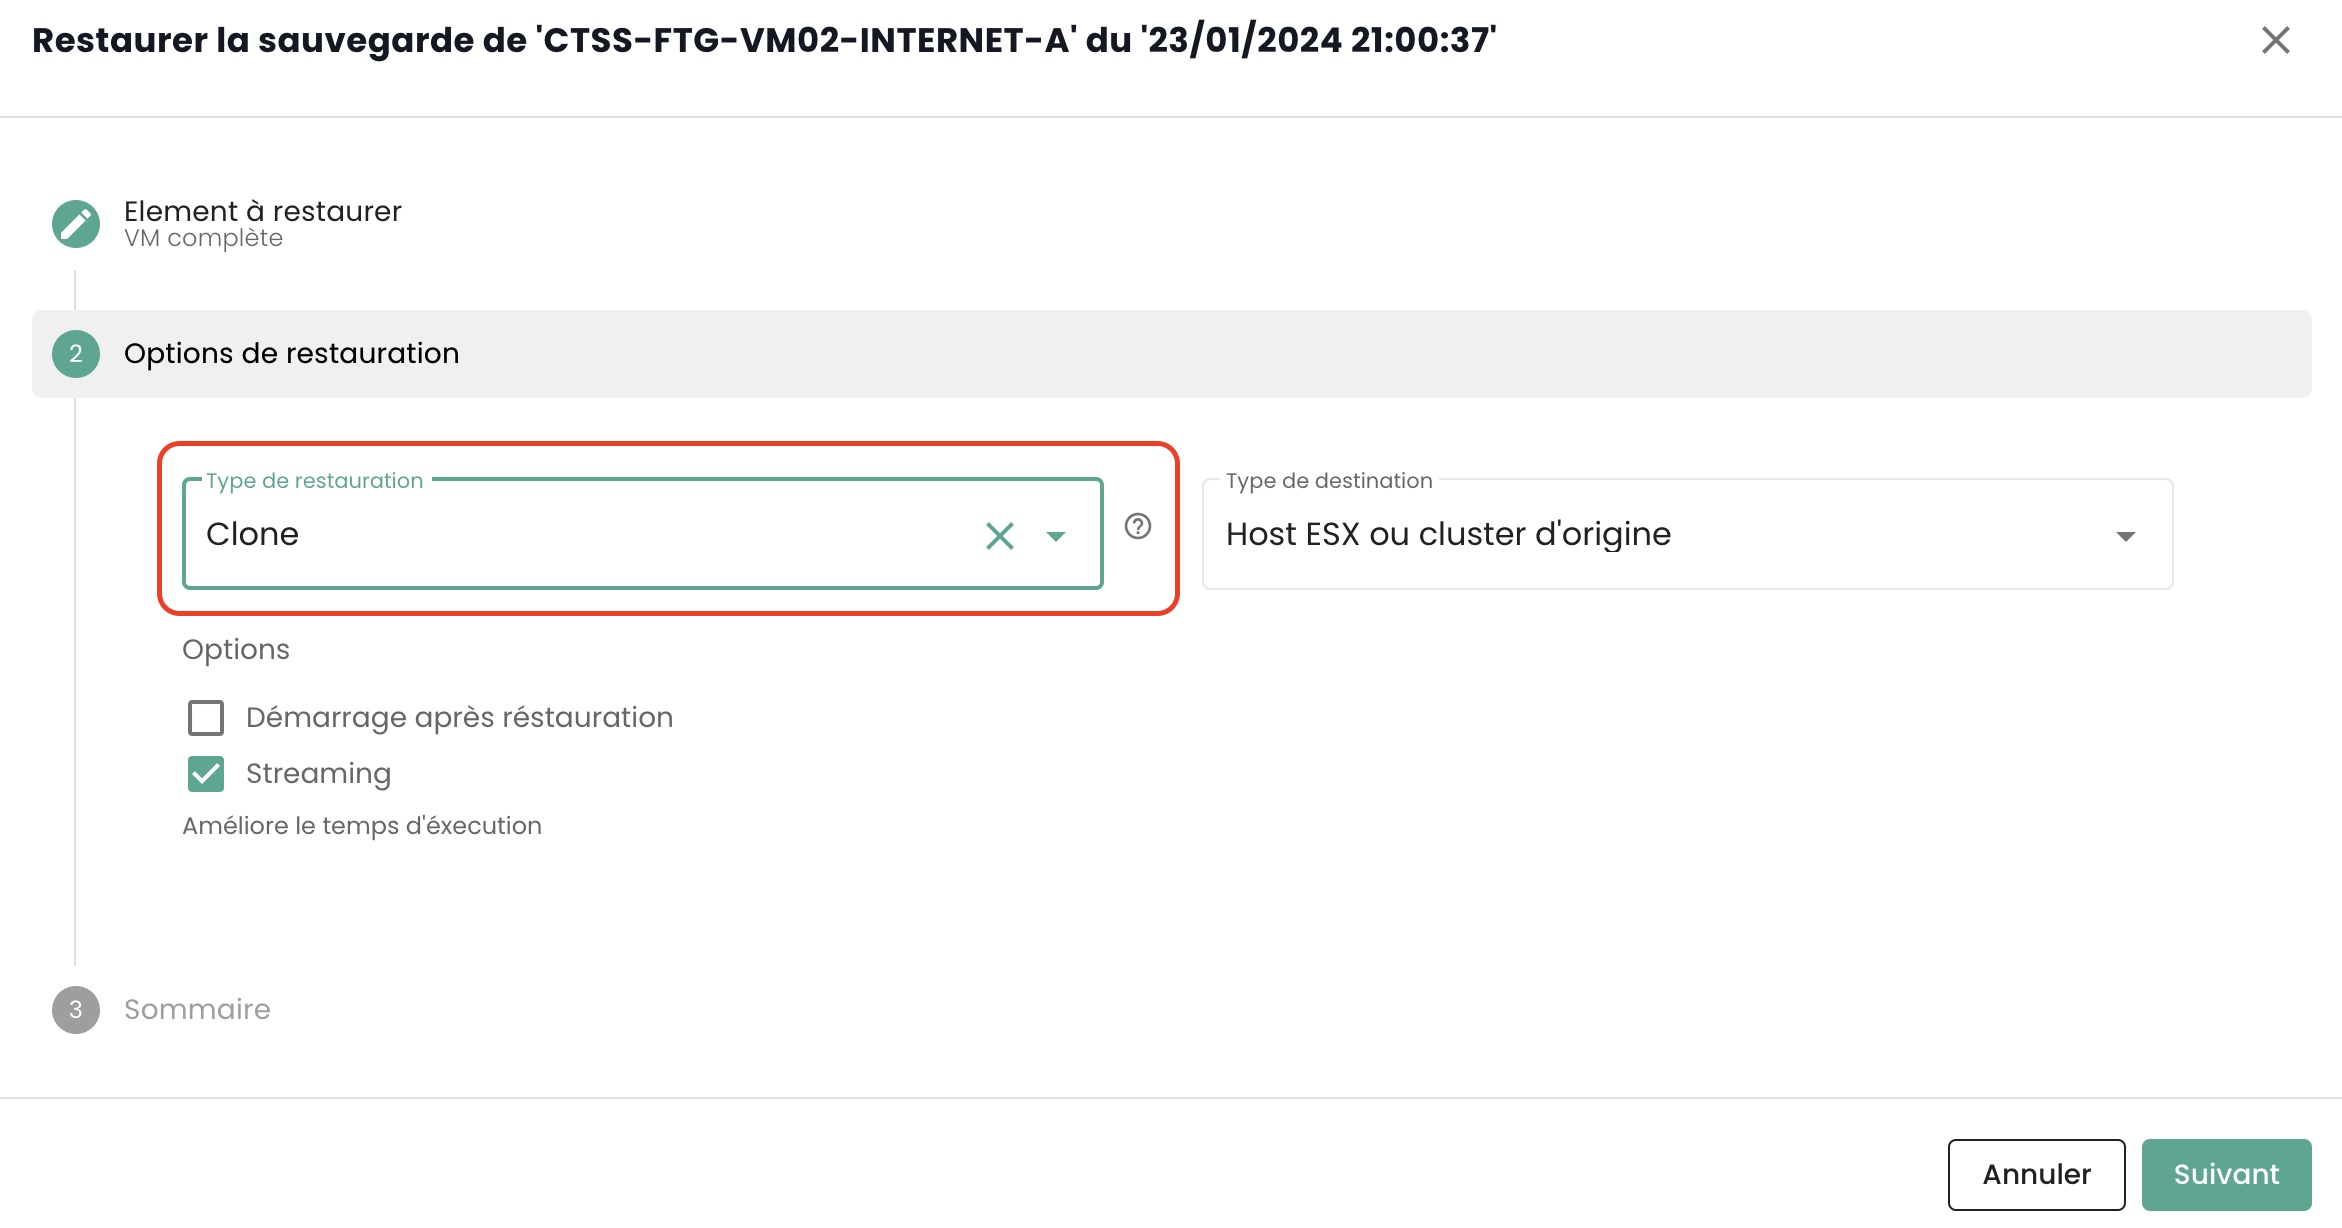 Restaurer la sauvegarde de 'CTSS-FTG-VM02-INTERNET-A' du '23/01/2024 21:00:37'
Element à restaurer
VM complète
2 Options de restauration
Type de restauration
Clone
Type de destination
Host ESX ou cluster d'origine
Options
Démarrage après réstauration
Streaming
Améliore le temps d'éxecution
3 Sommaire
Annuler
Suivant